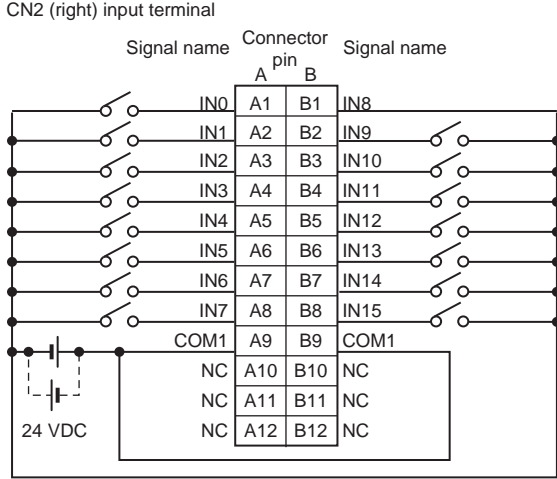 CN2 (right) input terminal
Signal name Connector pin Signal name
A B
IN0 A1 B1 IN8
IN1 A2 B2 IN9
IN2 A3 B3 IN10
IN3 A4 B4 IN11
IN4 A5 B5 IN12
IN5 A6 B6 IN13
IN6 A7 B7 IN14
IN7 A8 B8 IN15
COM1 A9 B9 COM1
NC A10 B10 NC
NC A11 B11 NC
24 VDC NC A12 B12 NC